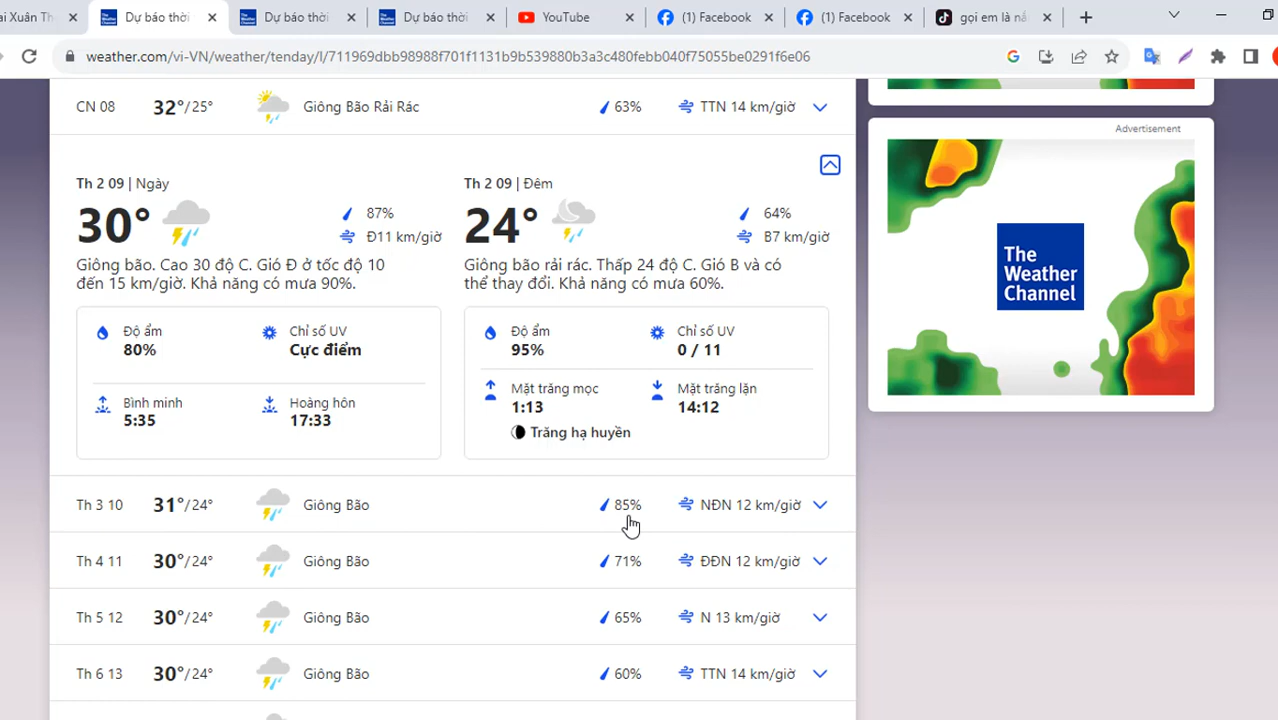 ai Xuân Th
Dự báo thời
Dự báo thời
Dự báo thời
YouTube
(1) Facebook
(1) Facebook
gọi em là nắ
weather.com/vi-VN/weather/tenday/l/711969dbb98988f701f1131b9b539880b3a3c480febb040f75055be0291f6e06
CN 08 32°/25° Giông Bão Rải Rác 63% TTN 14 km/giờ
Advertisement
The
Weather
Channel
Th 2 09 | Ngày
30°
87%
Đ11 km/giờ
Giông bão. Cao 30 độ C. Gió Đ ở tốc độ 10
đến 15 km/giờ. Khả năng có mưa 90%.
Độ ẩm
80%
Chỉ số UV
Cực điểm
Bình minh
5:35
Hoàng hôn
17:33
Th 2 09 | Đêm
24°
64%
B7 km/giờ
Giông bão rải rác. Thấp 24 độ C. Gió B và có
thể thay đổi. Khả năng có mưa 60%.
Độ ẩm
95%
Chỉ số UV
0 / 11
Mặt trăng mọc
1:13
Trăng hạ huyền
Mặt trăng lặn
14:12
Th 3 10 31°/24° Giông Bão 85% NĐN 12 km/giờ
Th 4 11 30°/24° Giông Bão 71% ĐĐN 12 km/giờ
Th 5 12 30°/24° Giông Bão 65% N 13 km/giờ
Th 6 13 30°/24° Giông Bão 60% TTN 14 km/giờ